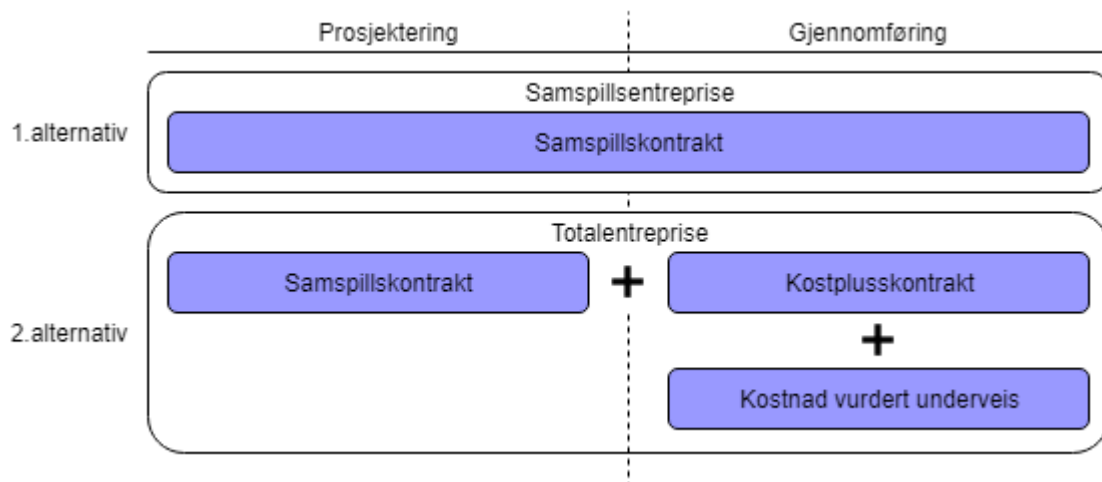 Prosjektering
Gjennomføring
Samspillsentreprise
1.alternativ
Samspillskontrakt
Totalentreprise
Samspillskontrakt
+
Kostplusskontrakt
2.alternativ
+
Kostnad vurdert underveis